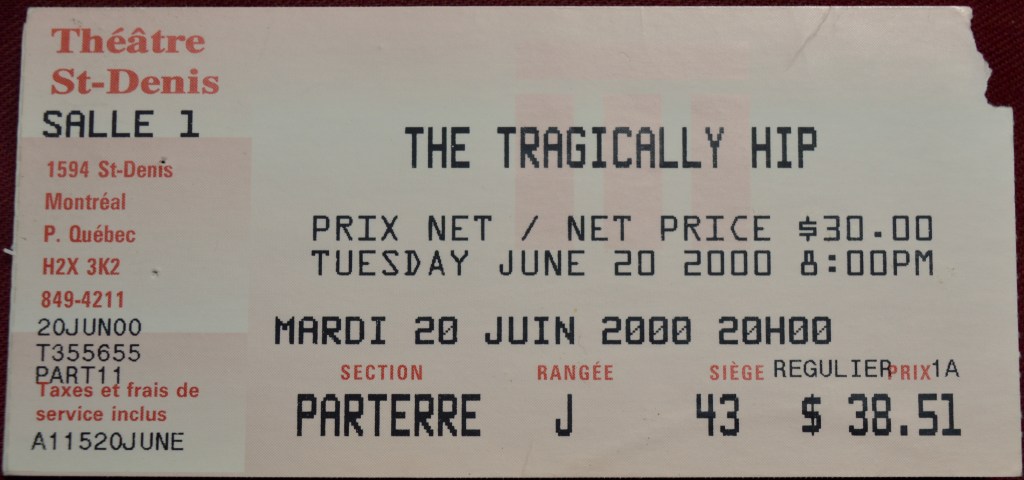 Théâtre
St-Denis
SALLE 1
1594 St-Denis
Montréal
P. Québec
H2X 3K2
849-4211
20JUN00
T355655
PART11
Taxes et frais de
service inclus
A11520JUNE
THE TRAGICALLY HIP
PRIX NET / NET PRICE $30.00
TUESDAY JUNE 20 2000 8:00PM
MARDI 20 JUIN 2000 20H00
SECTION RANGÉE SIÈGE REGULIER PRIX 1A
PARTERRE J 43 $ 38.51